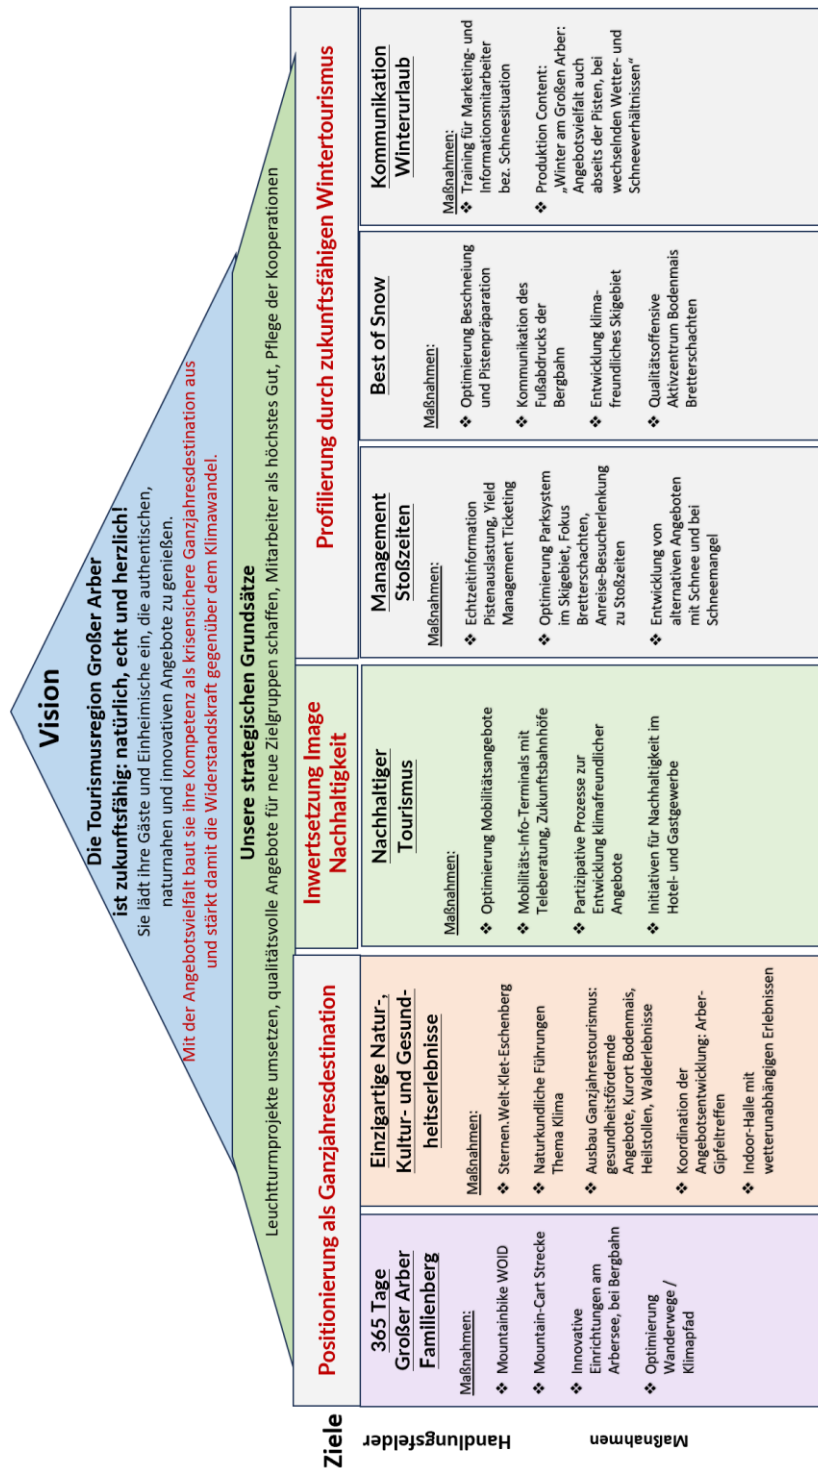 Vision
Die Tourismusregion Großer Arber
ist zukunftsfähig: natürlich, echt und herzlich!
Sie lädt ihre Gäste und Einheimische ein, die authentischen,
naturnahen und innovativen Angebote zu genießen.
Mit der Angebotsvielfalt baut sie ihre Kompetenz als krisensichere Ganzjahresdestination aus
und stärkt damit die Widerstandskraft gegenüber dem Klimawandel.
Unsere strategischen Grundsätze
Leuchtturmprojekte umsetzen, qualitätsvolle Angebote für neue Zielgruppen schaffen, Mitarbeiter als höchstes Gut, Pflege der Kooperationen
Ziele
Positionierung als Ganzjahresdestination
Inwertsetzung Image
Nachhaltigkeit
Profilierung durch zukunftsfähigen Wintertourismus
Handlungsfelder
Maßnahmen
365 Tage
Großer Arber
Familienberg
Maßnahmen:
❖ Mountainbike WOID
❖ Mountain-Cart Strecke
❖ Innovative
Einrichtungen am
Arbersee, bei Bergbahn
❖ Optimierung
Wanderwege /
Klimapfad
Einzigartige Natur-,
Kultur- und Gesund-
heitserlebnisse
Maßnahmen:
❖ Sternen.Welt-Klet-Eschenberg
❖ Naturkundliche Führungen
Thema Klima
❖ Ausbau Ganzjahrestourismus:
gesundheitsfördernde
Angebote, Kurort Bodenmais,
Heilstollen, Walderlebnisse
❖ Koordination der
Angebotsentwicklung: Arber-
Gipfeltreffen
❖ Indoor-Halle mit
wetterunabhängigen Erlebnissen
Nachhaltiger
Tourismus
Maßnahmen:
❖ Optimierung Mobilitätsangebote
❖ Mobilitäts-Info-Terminals mit
Teleberatung, Zukunftsbahnhöfe
❖ Partizipative Prozesse zur
Entwicklung klimafreundlicher
Angebote
❖ Initiativen für Nachhaltigkeit im
Hotel- und Gastgewerbe
Management
Stoßzeiten
Maßnahmen:
❖ Echtzeitinformation
Pistenauslastung, Yield
Management Ticketing
❖ Optimierung Parksystem
im Skigebiet, Fokus
Bretterschachten,
Anreise-Besucherlenkung
zu Stoßzeiten
❖ Entwicklung von
alternativen Angeboten
mit Schnee und bei
Schneemangel
Best of Snow
Maßnahmen:
❖ Optimierung Beschneiung
und Pistenpräparation
❖ Kommunikation des
Fußabdrucks der
Bergbahn
❖ Entwicklung klima-
freundliches Skigebiet
❖ Qualitätsoffensive
Aktivzentrum Bodenmais
Bretterschachten
Kommunikation
Winterurlaub
Maßnahmen:
❖ Training für Marketing- und
Informationsmitarbeiter
bez. Schneesituation
❖ Production Content:
„Winter am Großen Arber:
Angebotsvielfalt auch
abseits der Pisten, bei
wechselnden Wetter- und
Schneeverhältnissen“